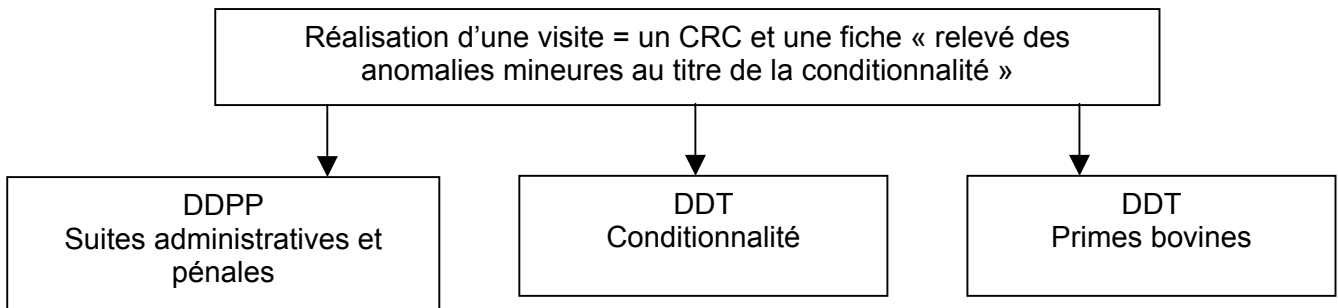 Réalisation d’une visite = un CRC et une fiche « relevé des
anomalies mineures au titre de la conditionnalité »
DDPP
Suites administratives et
pénales
DDT
Conditionnalité
DDT
Primes bovines